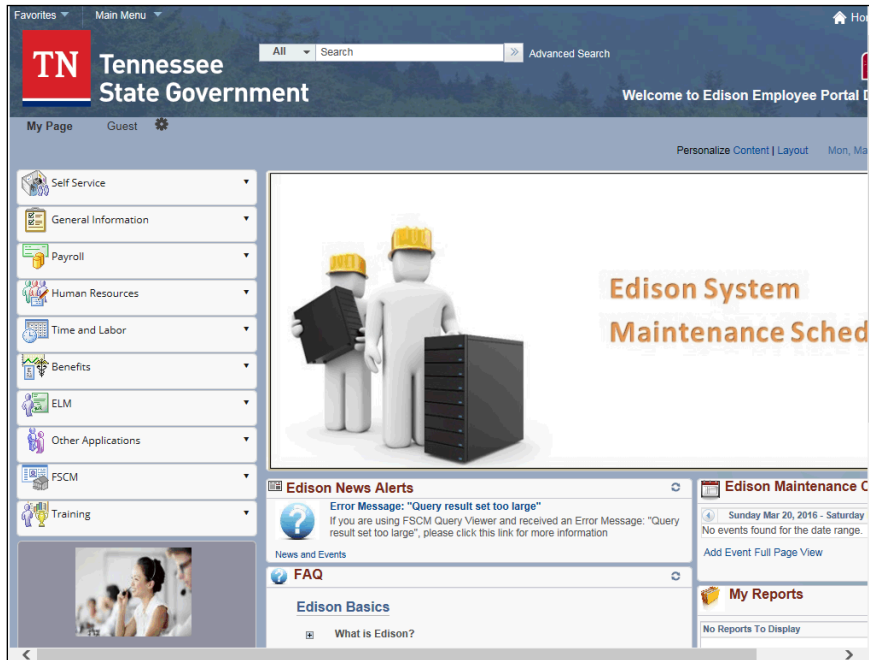 Favorites
Main Menu
TN
Tennessee
State Government
All
Search
Advanced Search
Welcome to Edison Employee Portal
My Page
Guest
Personalize Content | Layout
Mon,
Self Service
General Information
Payroll
Human Resources
Time and Labor
Benefits
ELM
Other Applications
FSCM
Training
Edison System
Maintenance
Edison News Alerts
Error Message: "Query result set too large"
If you are using FSCM Query Viewer and received an Error Message: "Query
result set too large", please click this link for more information
News and Events
FAQ
Edison Basics
What is Edison?
Edison Maintenance
Sunday Mar 20, 2016 - Saturday
No events found for the date range.
Add Event Full Page View
My Reports
No Reports To Display